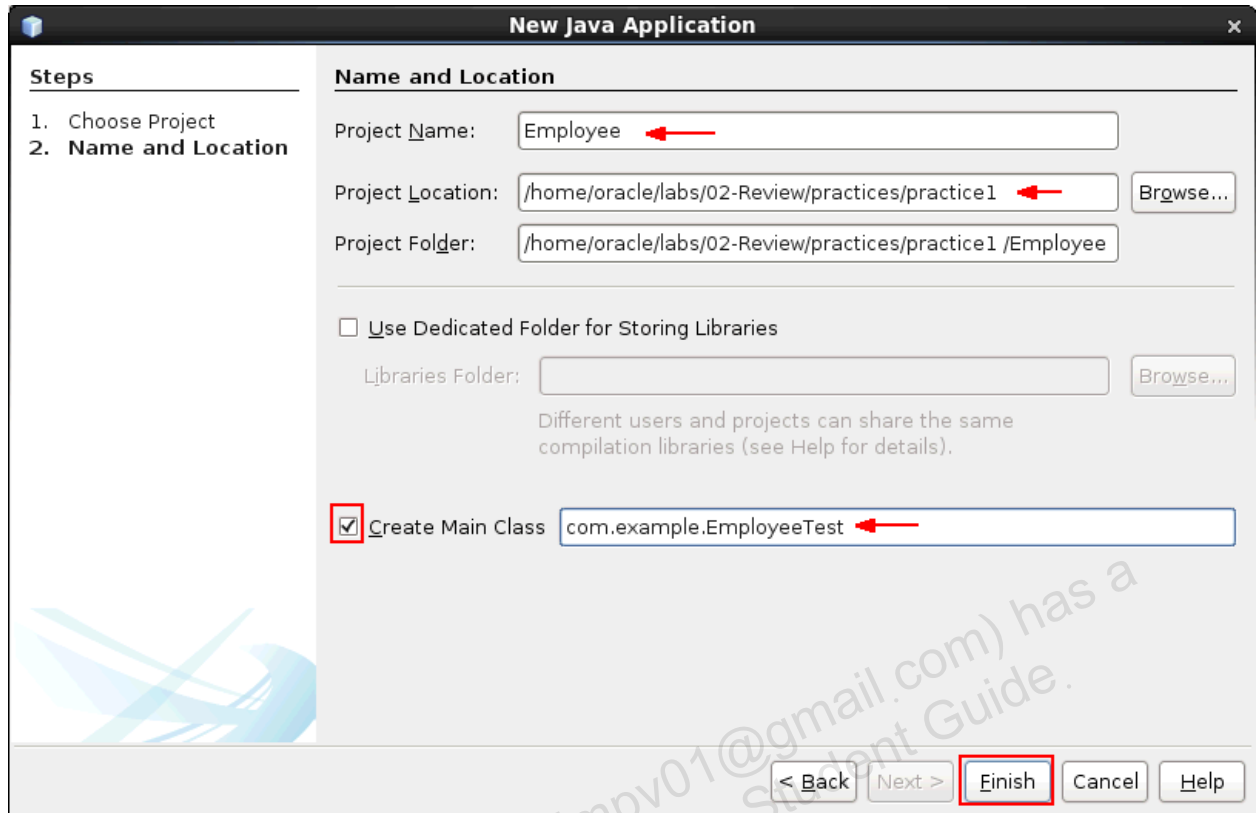 New Java Application
Steps
1. Choose Project
2. Name and Location
Name and Location
Project Name: Employee
Project Location: /home/oracle/labs/02-Review/practices/practice1 Browse...
Project Folder: /home/oracle/labs/02-Review/practices/practice1 /Employee
Use Dedicated Folder for Storing Libraries
Libraries Folder: Browse...
Different users and projects can share the same
compilation libraries (see Help for details).
Create Main Class com.example.EmployeeTest
< Back Next > Finish Cancel Help
@gmail.com) has a
Student Guide.